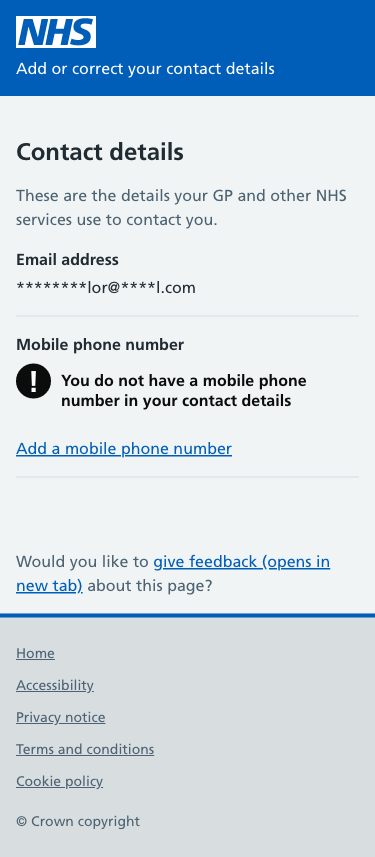 NHS
Add or correct your contact details
Contact details
These are the details your GP and other NHS
services use to contact you.
Email address
********lor@****l.com
Mobile phone number
!
You do not have a mobile phone
number in your contact details
Add a mobile phone number
Would you like to give feedback (opens in
new tab) about this page?
Home
Accessibility
Privacy notice
Terms and conditions
Cookie policy
© Crown copyright